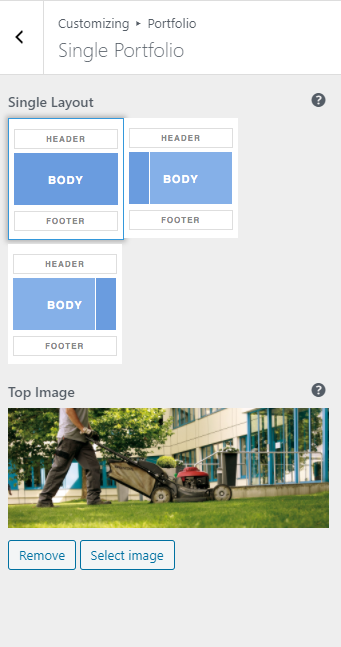 Customizing ▸ Portfolio
Single Portfolio
Single Layout
HEADER
BODY
FOOTER
HEADER
BODY
FOOTER
HEADER
BODY
FOOTER
Top Image
Remove
Select image